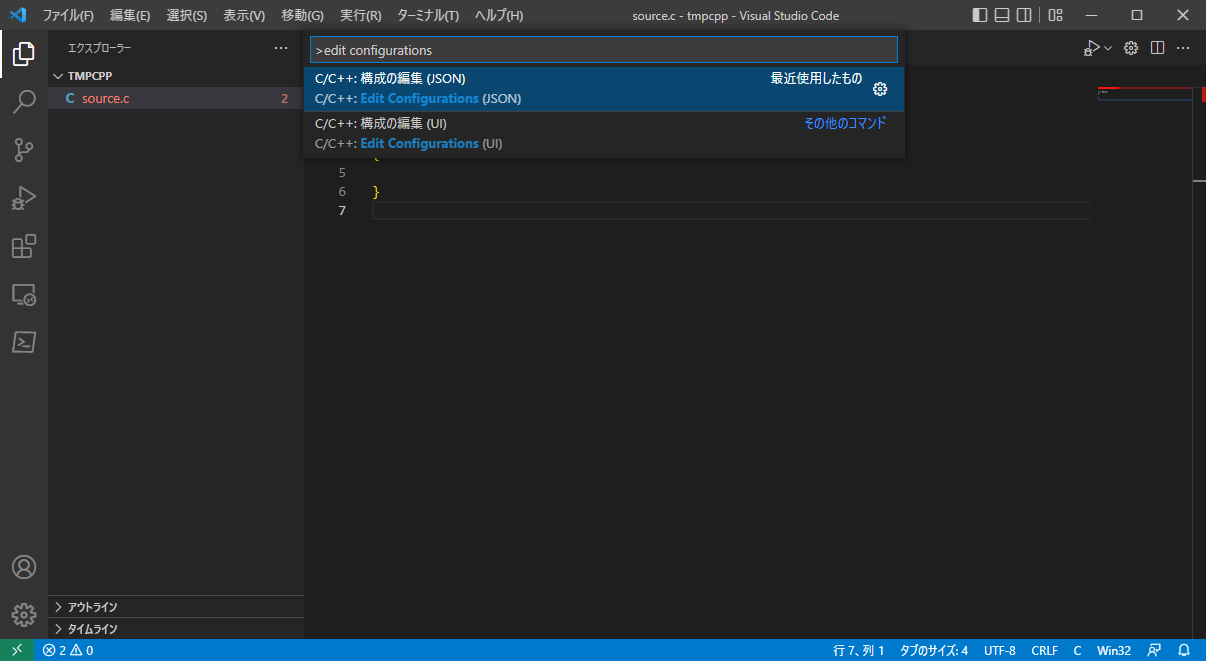 ファイル(F) 編集(E) 選択(S) 表示(V) 移動(G) 実行(R) ターミナル(T) ヘルプ(H) source.c - tmpcpp - Visual Studio Code
エクスプローラー
>edit configurations
TMPCPP
C source.c 2
C/C++: 構成の編集 (JSON) 最近使用したもの
C/C++: Edit Configurations (JSON)
C/C++: 構成の編集 (UI) その他のコマンド
C/C++: Edit Configurations (UI)
5
6 }
7
アウトライン
タイムライン
2 0 行 7、列 1 タブのサイズ: 4 UTF-8 CRLF C Win32